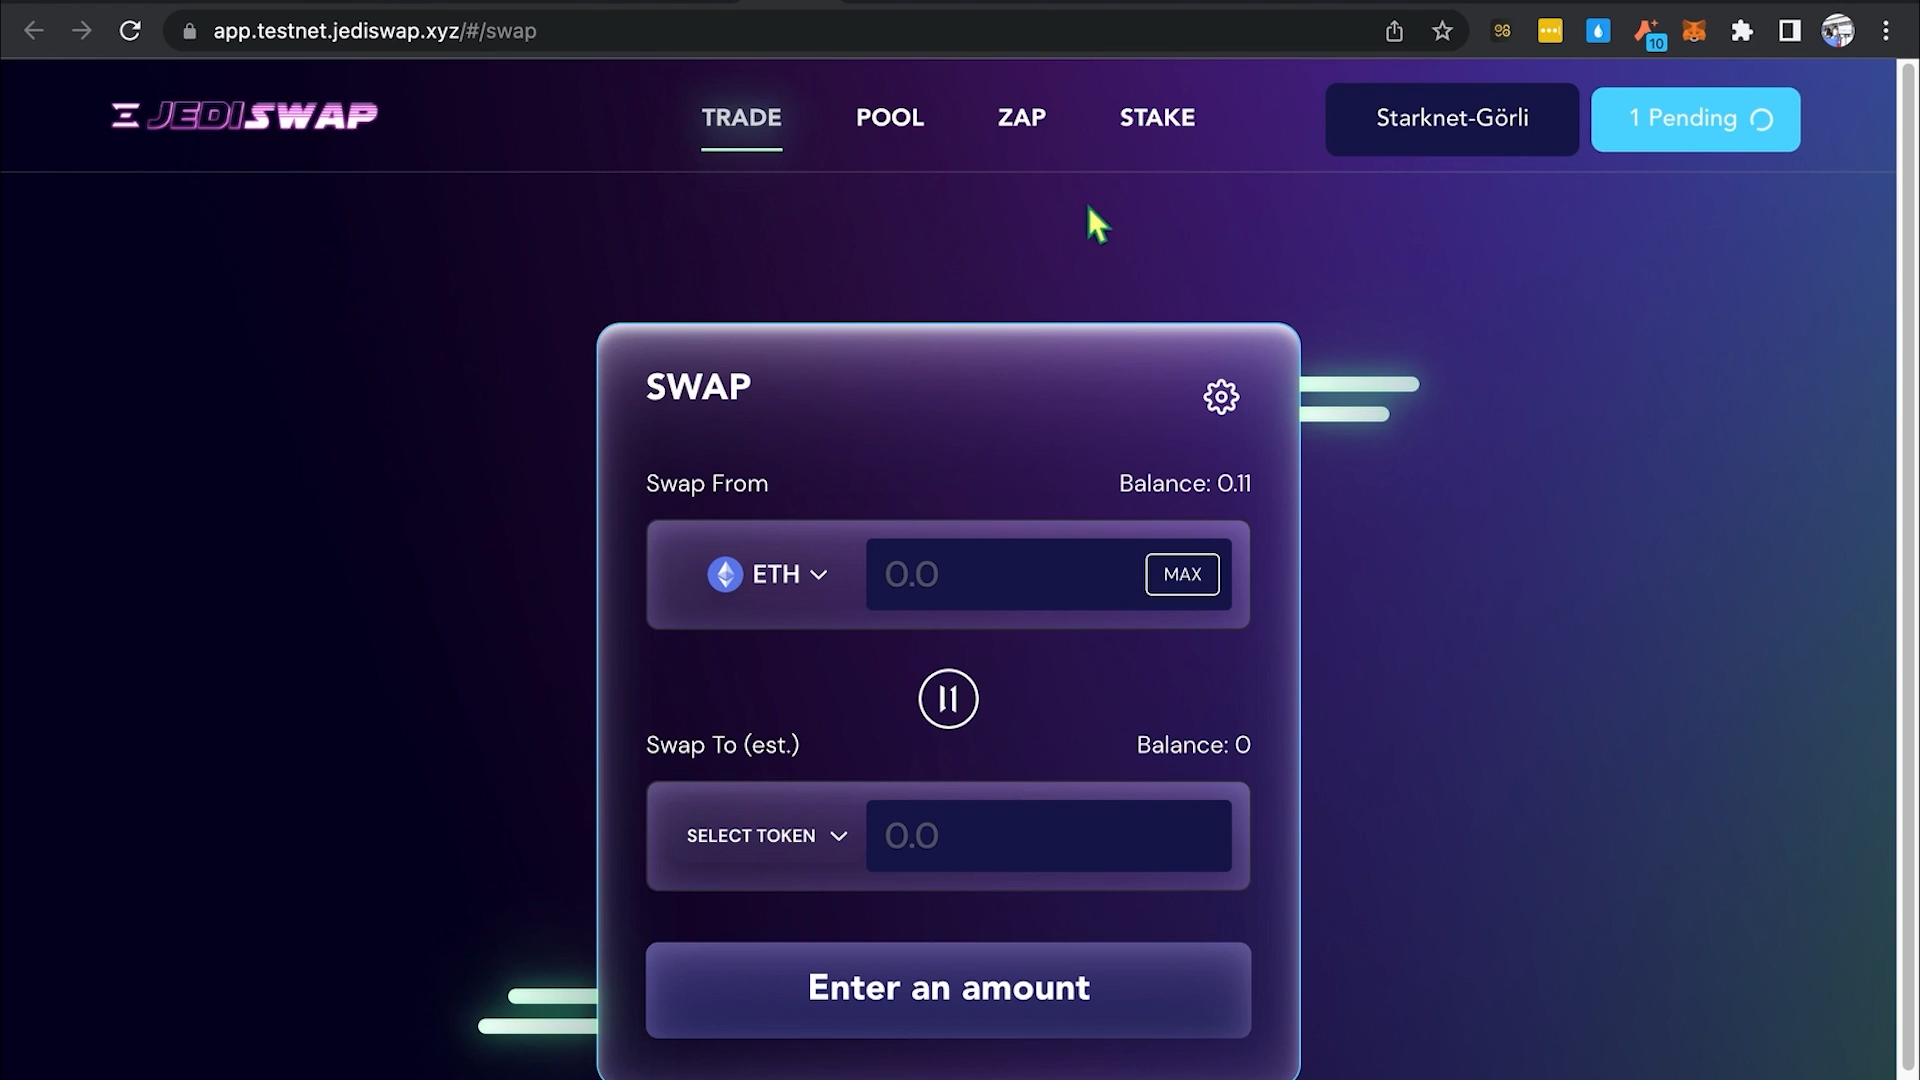 app.testnet.jediswap.xyz/#/swap
10
JEDISWAP
TRADE
POOL
ZAP
STAKE
Starknet-Görli
1 Pending
SWAP
Swap From
Balance: 0.11
ETH
0.0
MAX
Swap To (est.)
Balance: 0
SELECT TOKEN
0.0
Enter an amount